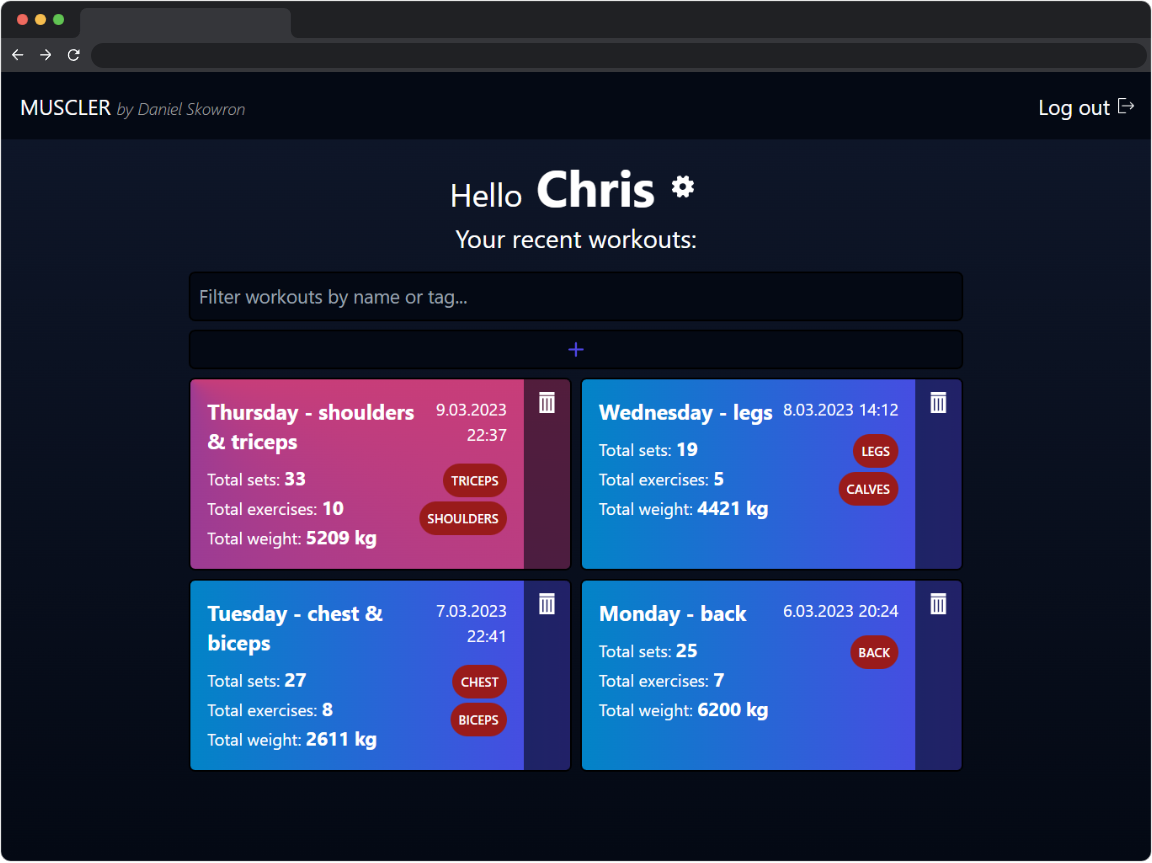 MUSCLER by Daniel Skowron
Log out
Hello Chris
Your recent workouts:
Filter workouts by name or tag...
+
Thursday - shoulders
& triceps
9.03.2023
22:37
Total sets: 33
Total exercises: 10
Total weight: 5209 kg
TRICEPS
SHOULDERS
Wednesday - legs
8.03.2023 14:12
Total sets: 19
Total exercises: 5
Total weight: 4421 kg
LEGS
CALVES
Tuesday - chest &
biceps
7.03.2023
22:41
Total sets: 27
Total exercises: 8
Total weight: 2611 kg
CHEST
BICEPS
Monday - back
6.03.2023 20:24
Total sets: 25
Total exercises: 7
Total weight: 6200 kg
BACK